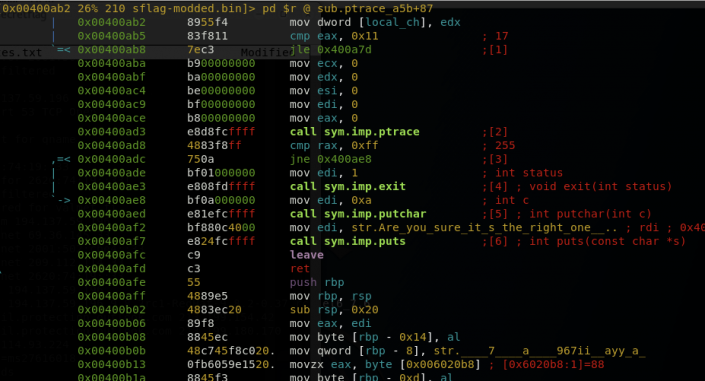 0x00400ab2 26% 210 sflag-modded.bin]> pd $r @ sub.ptrace_a5b+87
0x00400ab2 8955f4 mov dword [local_ch], edx
0x00400ab5 83f811 cmp eax, 0x11 ; 17
es.txt Modified
`=< 0x00400ab8 7ec3 jle 0x400a7d ;[1]
0x00400aba b900000000 mov ecx, 0
0x00400abf ba00000000 mov edx, 0
0x00400ac4 be00000000 mov esi, 0
0x00400ac9 bf00000000 mov edi, 0
0x00400ace b800000000 mov eax, 0
0x00400ad3 e8d8fcffff call sym.imp.ptrace ;[2]
0x00400ad8 4883f8ff cmp rax, 0xff ; 255
,=< 0x00400adc 750a jne 0x400ae8 ;[3]
| 0x00400ade bf01000000 mov edi, 1 ; int status
| 0x00400ae3 e808fdffff call sym.imp.exit ;[4] ; void exit(int status)
`-> 0x00400ae8 bf0a000000 mov edi, 0xa ; int c
0x00400aed e81efcffff call sym.imp.putchar ;[5] ; int putchar(int c)
0x00400af2 bf880c4000 mov edi, str.Are_you_sure_it_s_the_right_one__.. ; rdi ; 0x40
0x00400af7 e824fcffff call sym.imp.puts ;[6] ; int puts(const char *s)
0x00400afc c9 leave
0x00400afd c3 ret
0x00400afe 55 push rbp
0x00400aff 4889e5 mov rbp, rsp
0x00400b02 4883ec20 sub rsp, 0x20
0x00400b06 89f8 mov eax, edi
0x00400b08 8845ec mov byte [rbp - 0x14], al
0x00400b0b 48c745f8c020. mov qword [rbp - 8], str.____7____a____967ii__ayy_a_
0x00400b13 0fb6059e1520. movzx eax, byte [0x006020b8] ; [0x6020b8:1]=88
0x00400b1a 8845f3 mov byte [rbp - 0xd], al